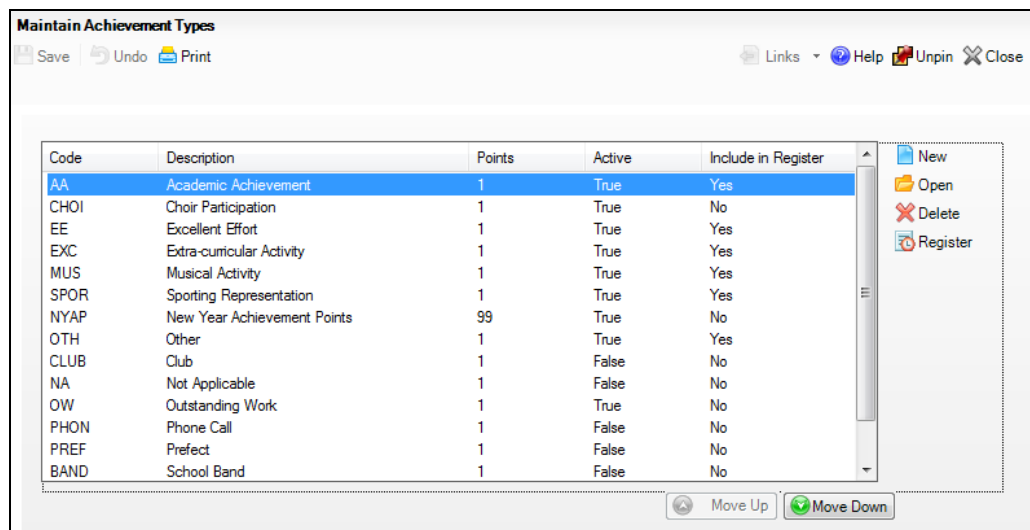 Maintain Achievement Types
Save Undo Print Links Help Unpin Close
Code Description Points Active Include in Register New
AA Academic Achievement 1 True Yes Open
CHOI Choir Participation 1 True No Delete
EE Excellent Effort 1 True Yes Register
EXC Extra-curricular Activity 1 True Yes
MUS Musical Activity 1 True Yes
SPOR Sporting Representation 1 True Yes
NYAP New Year Achievement Points 99 True No
OTH Other 1 True Yes
CLUB Club 1 False No
NA Not Applicable 1 False No
OW Outstanding Work 1 True No
PHON Phone Call 1 False No
PREF Prefect 1 False No
BAND School Band 1 False No
Move Up Move Down